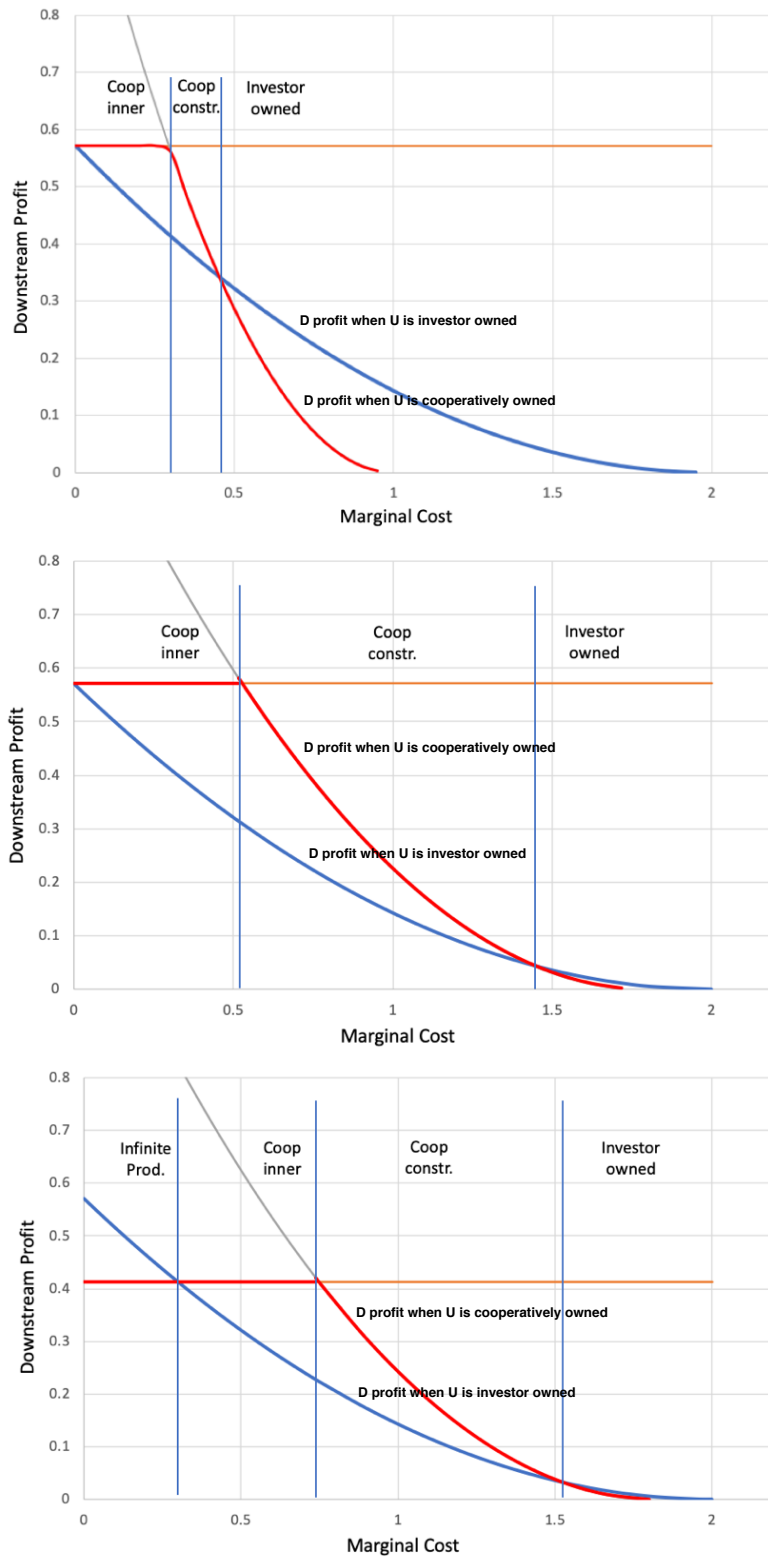 0.8
0.7
Coop Coop Investor
inner constr. owned
0.6
0.5
0.4
0.3
D profit when U is investor owned
0.2
D profit when U is cooperatively owned
0.1
0
0 0.5 1 1.5 2
Marginal Cost
Downstream Profit
0.8
0.7
Coop Coop Investor
inner constr. owned
0.6
0.5
D profit when U is cooperatively owned
0.4
0.3
D profit when U is investor owned
0.2
0.1
0
0 0.5 1 1.5 2
Marginal Cost
Downstream Profit
0.8
0.7
Infinite Coop Coop Investor
Prod. inner constr. owned
0.6
0.5
0.4
D profit when U is cooperatively owned
0.3
0.2
D profit when U is investor owned
0.1
0
0 0.5 1 1.5 2
Marginal Cost
Downstream Profit